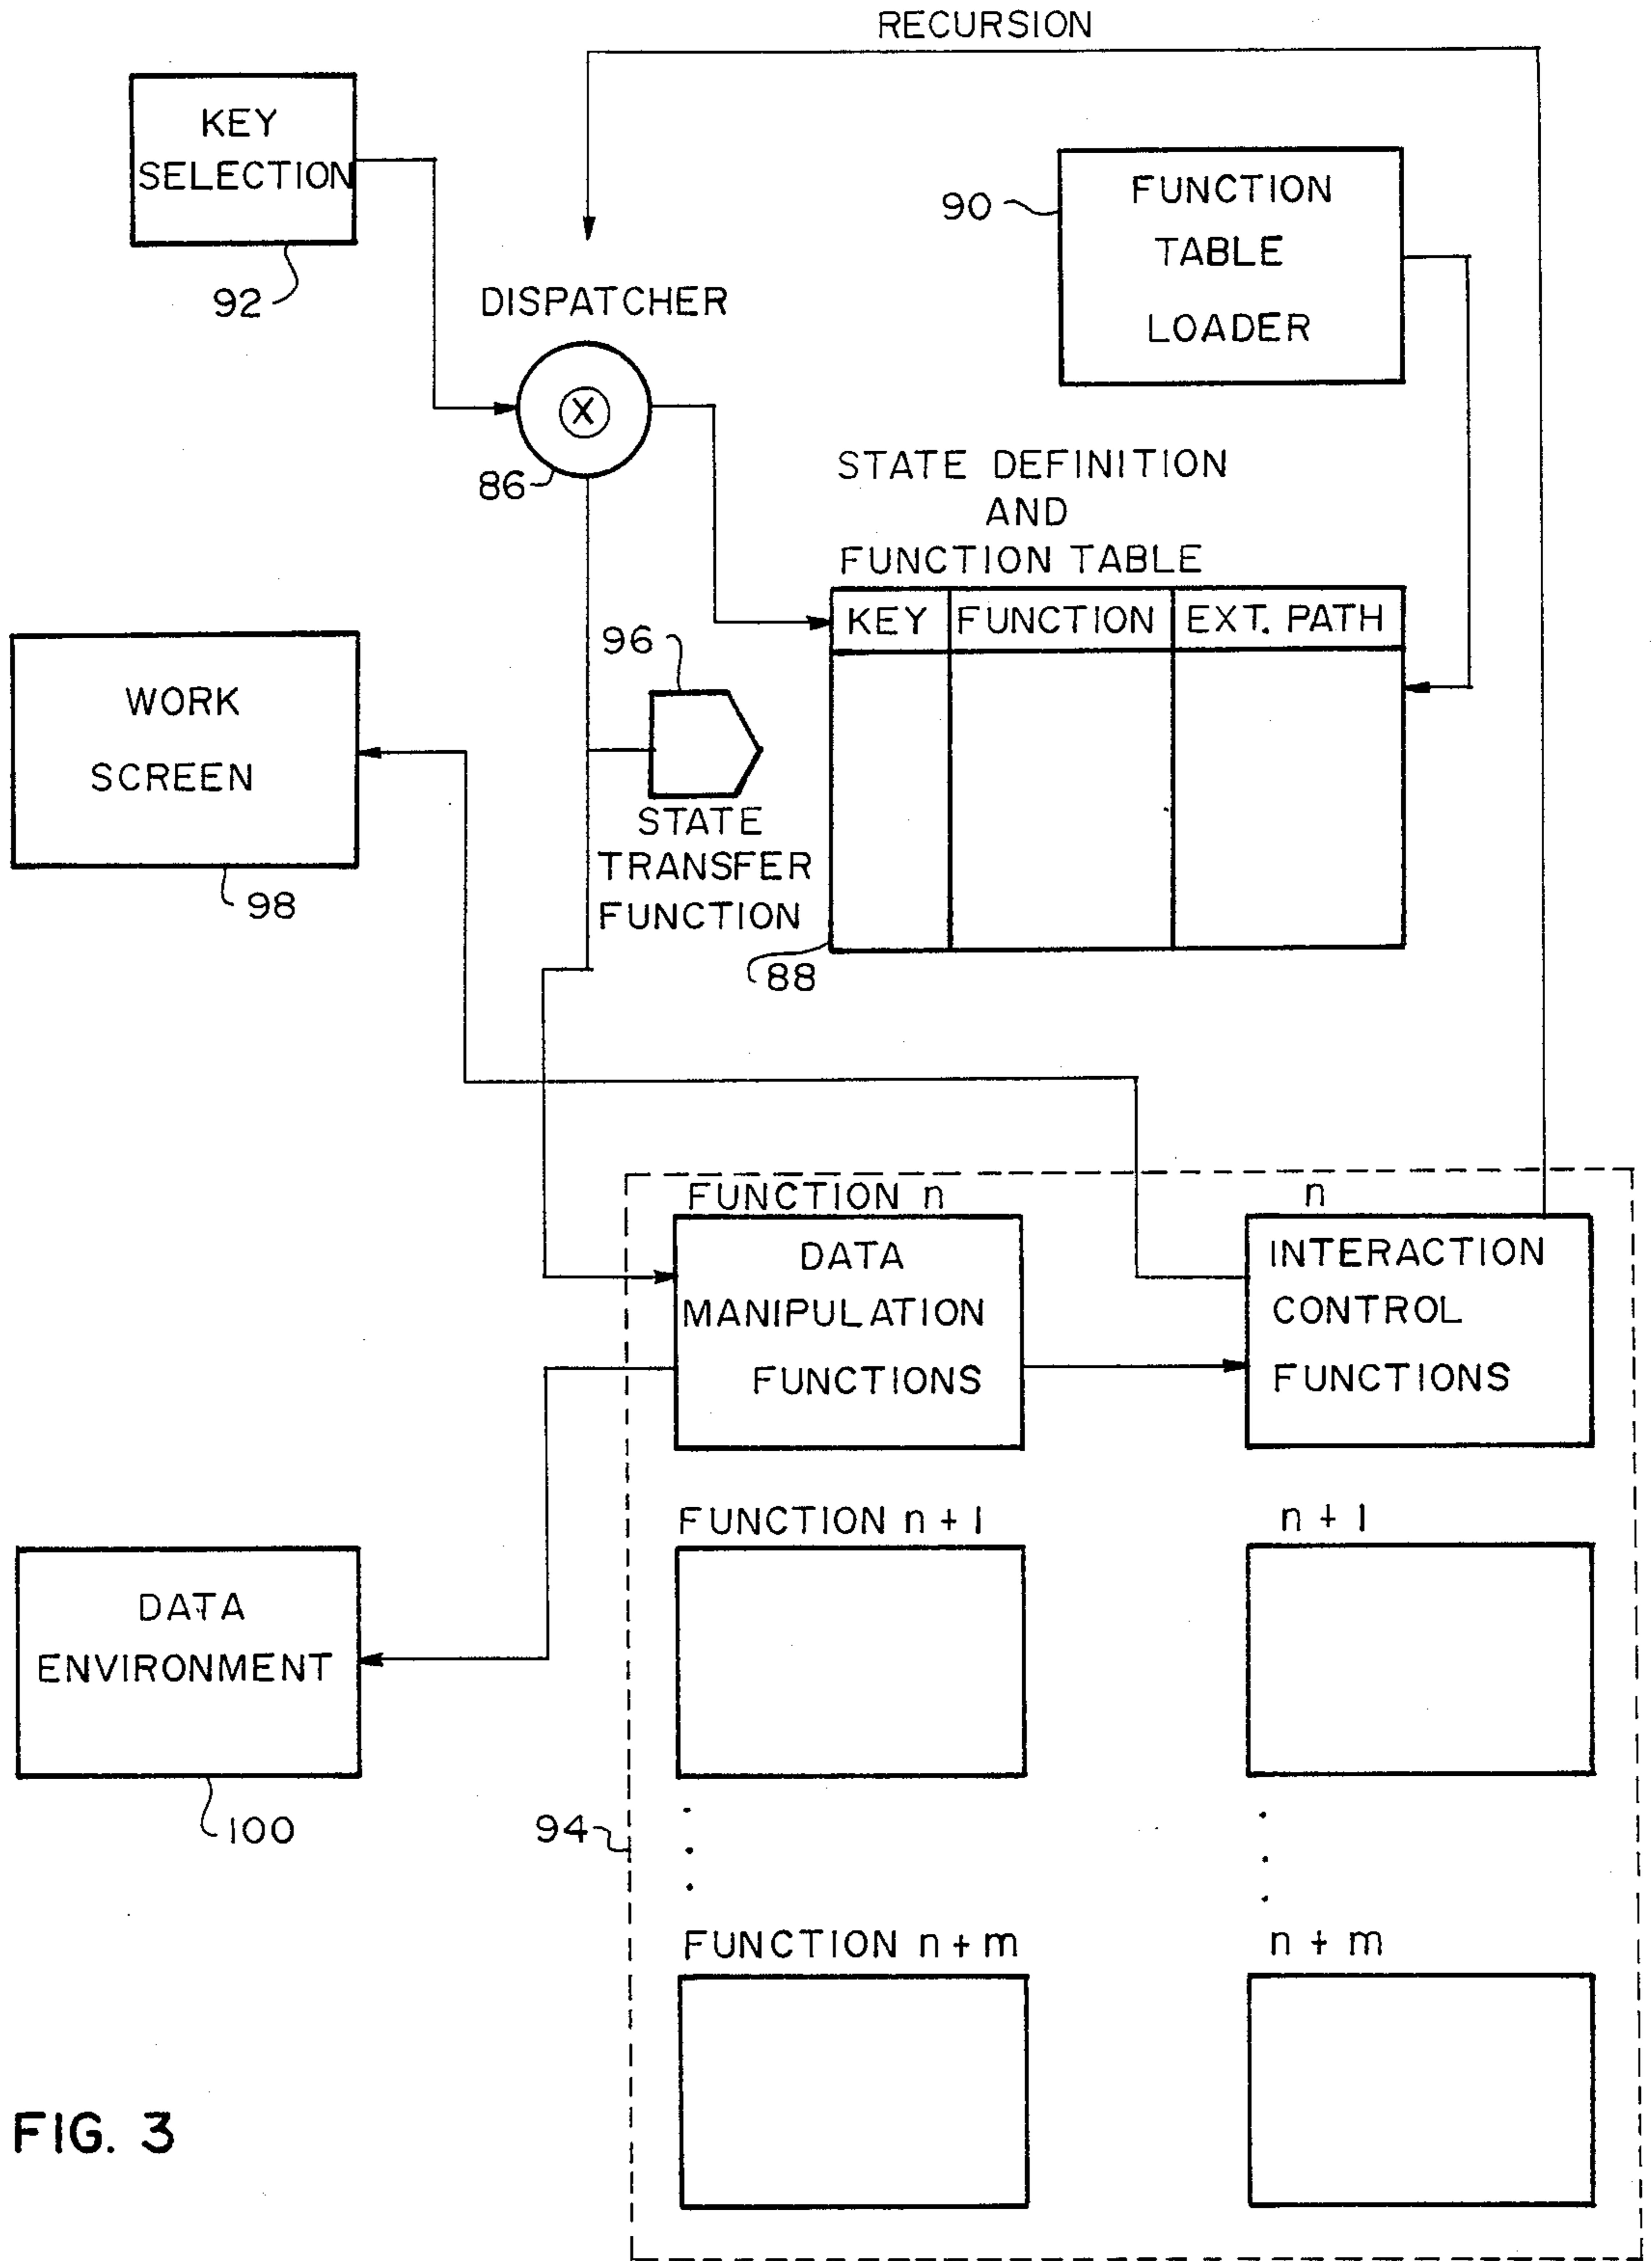 RECURSION
KEY
SELECTION
92
90
FUNCTION
TABLE
LOADER
DISPATCHER
X
86
STATE DEFINITION
AND
FUNCTION TABLE
KEY FUNCTION EXT. PATH
96
STATE
TRANSFER
FUNCTION
88
WORK
SCREEN
98
FUNCTION n
n
DATA
MANIPULATION
FUNCTIONS
INTERACTION
CONTROL
FUNCTIONS
FUNCTION n + 1
n + 1
DATA
ENVIRONMENT
100
94
FUNCTION n + m
n + m
FIG. 3